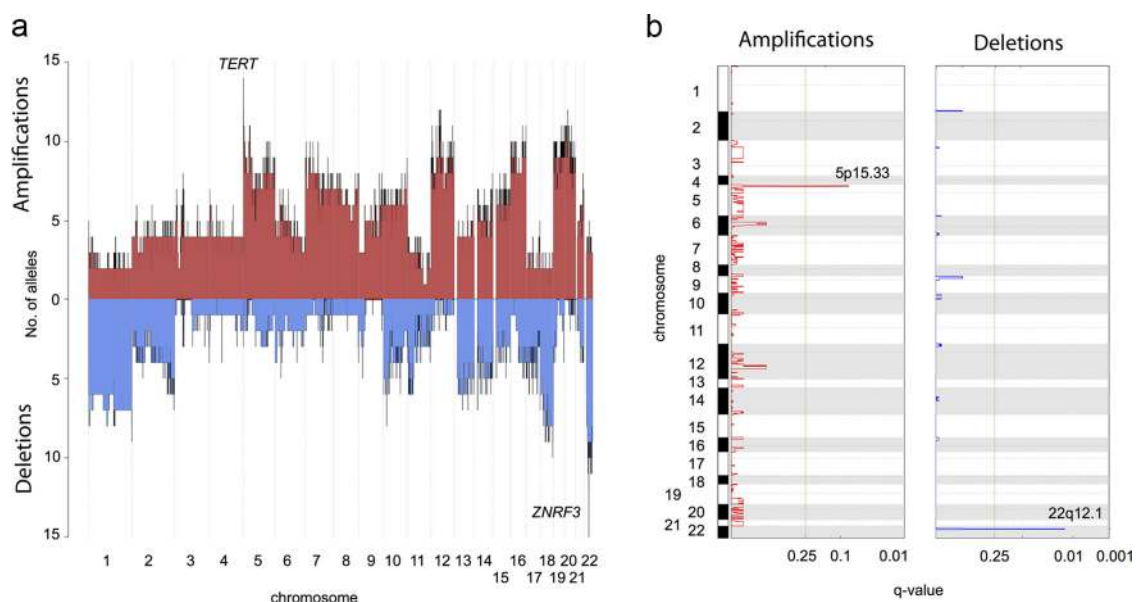 a
Amplifications
No. of alleles
Deletions
15
10
5
0
5
10
15
TERT
ZNRF3
1 2 3 4 5 6 7 8 9 10 11 12 13 14 16 18 20 22
15 17 19 21
chromosome
b
Amplifications Deletions
chromosome
1
2
3
4
5
6
7
8
9
10
11
12
13
14
15
16
17
18
19
20
21
22
5p15.33
22q12.1
0.25 0.1 0.01 0.25 0.01 0.001
q-value